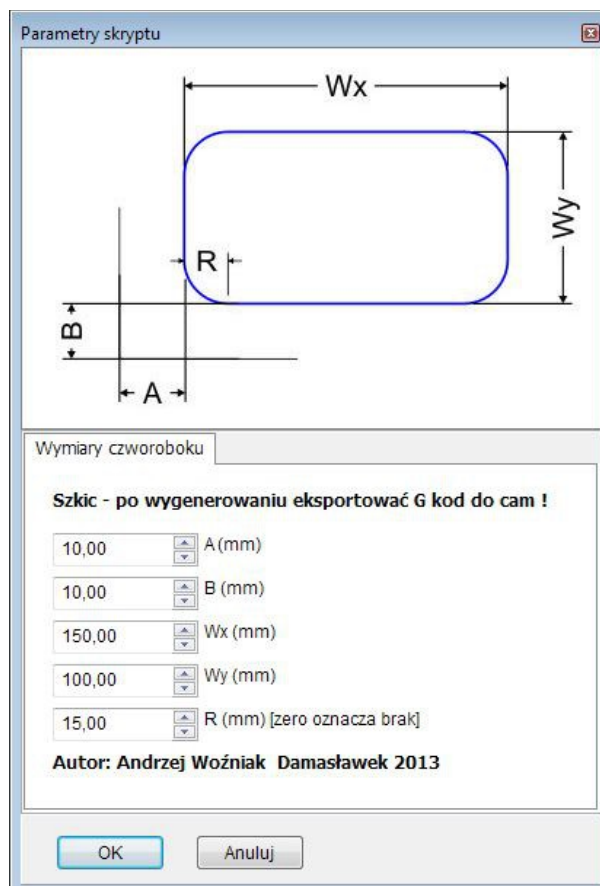 Parametry skryptu
Wx
Wy
R
B
A
Wymiary czworoboku
Szkic - po wygenerowaniu eksportować G kod do cam !
10,00 A (mm)
10,00 B (mm)
150,00 Wx (mm)
100,00 Wy (mm)
15,00 R (mm) [zero oznacza brak]
Autor: Andrzej Woźniak Damasławek 2013
OK Anuluj